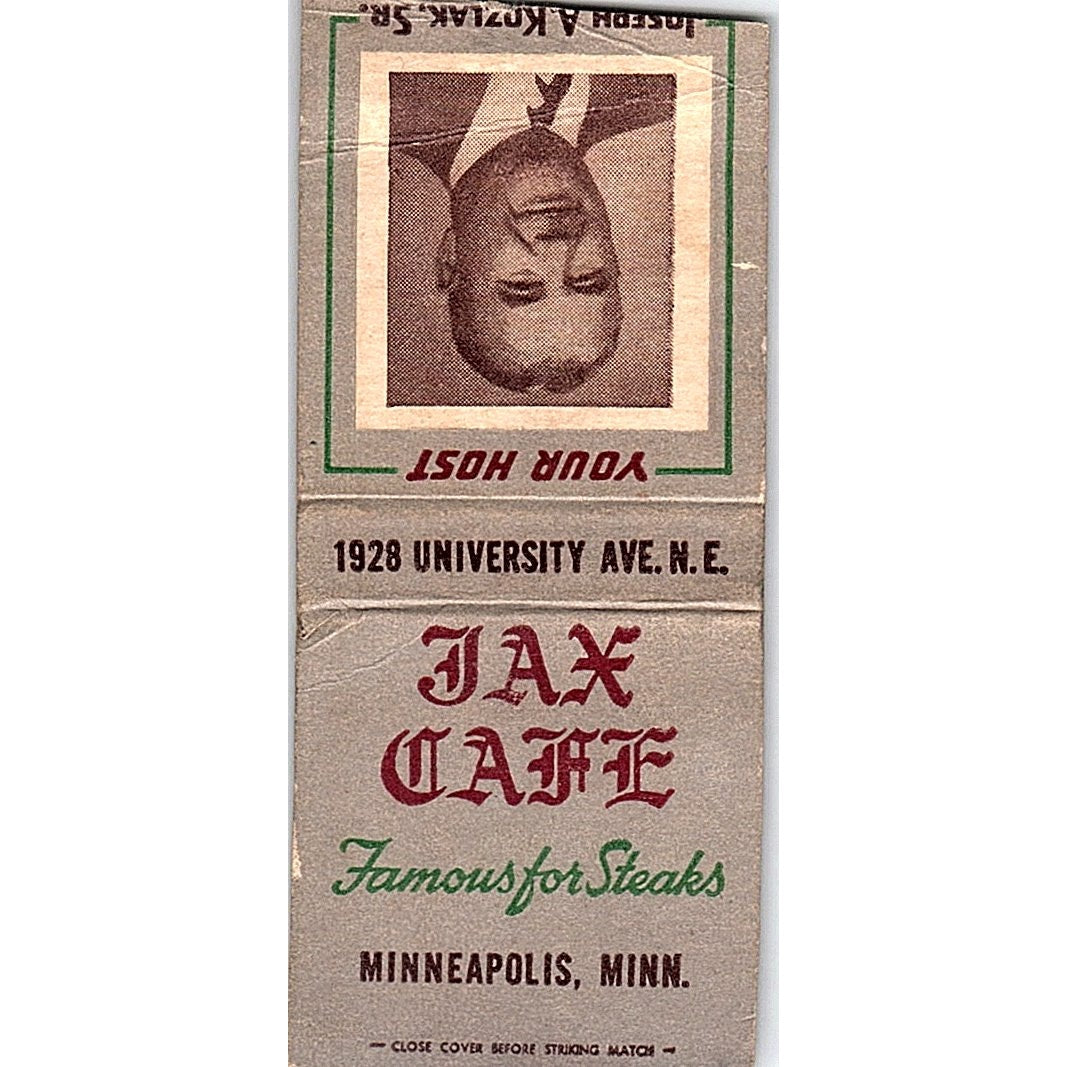 YOUR HOST
JOSEPH A. KOZLAK, SR.
1928 UNIVERSITY AVE. N. E.
JAX
CAFE
Famous for Steaks
MINNEAPOLIS, MINN.
— CLOSE COVER BEFORE STRIKING MATCH —